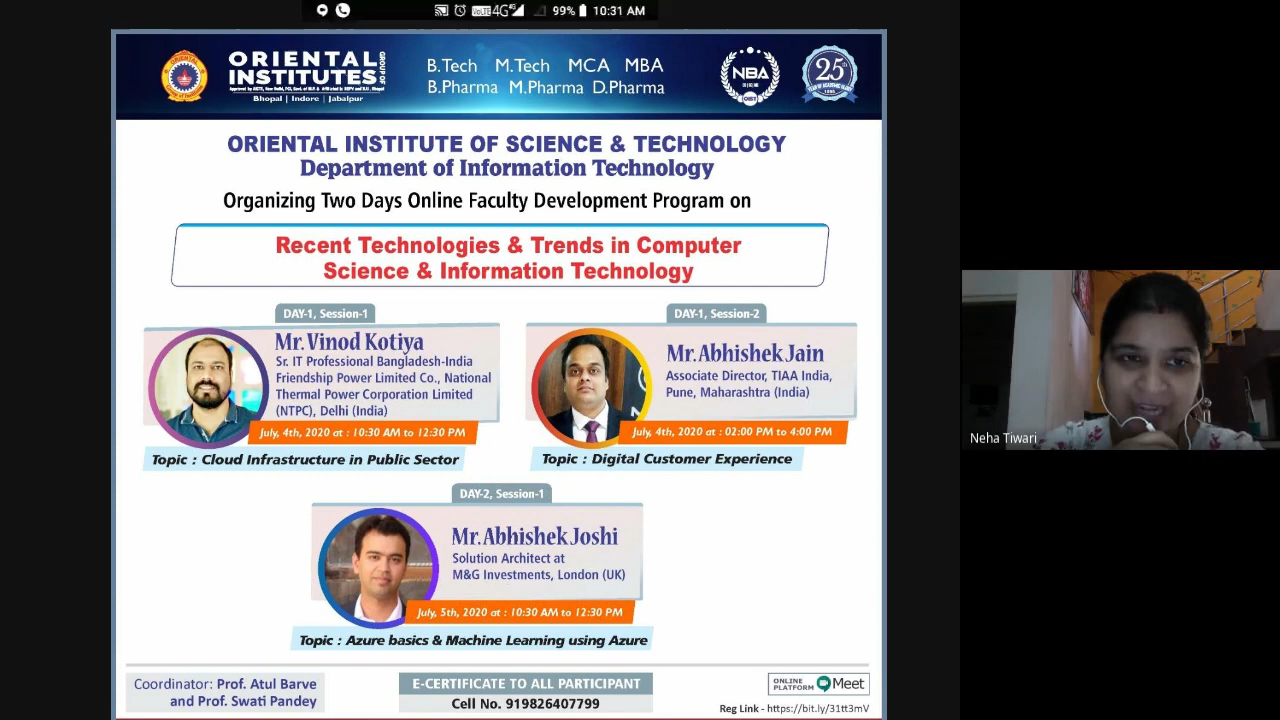 VoLTE 4G 4G 99% 10:31 AM
ORIENTAL
INSTITUTES GROUP OF
Bhopal | Indore | Jabalpur
B.Tech M.Tech MCA MBA
B.Pharma M.Pharma D.Pharma
NBA
OIST
25th
ORIENTAL INSTITUTE OF SCIENCE & TECHNOLOGY
Department of Information Technology
Organizing Two Days Online Faculty Development Program on
Recent Technologies & Trends in Computer
Science & Information Technology
DAY-1, Session-1
Mr. Vinod Kotiya
Sr. IT Professional Bangladesh-India
Friendship Power Limited Co., National
Thermal Power Corporation Limited
(NTPC), Delhi (India)
July, 4th, 2020 at : 10:30 AM to 12:30 PM
Topic : Cloud Infrastructure in Public Sector
DAY-1, Session-2
Mr. Abhishek Jain
Associate Director, TIAA India,
Pune, Maharashtra (India)
July, 4th, 2020 at : 02:00 PM to 4:00 PM
Topic : Digital Customer Experience
DAY-2, Session-1
Mr. Abhishek Joshi
Solution Architect at
M&G Investments, London (UK)
July, 5th, 2020 at : 10:30 AM to 12:30 PM
Topic : Azure basics & Machine Learning using Azure
Coordinator: Prof. Atul Barve
and Prof. Swati Pandey
E-CERTIFICATE TO ALL PARTICIPANT
Cell No. 919826407799
ONLINE
PLATFORM Meet
Reg Link - https://bit.ly/31tt3mV
Neha Tiwari